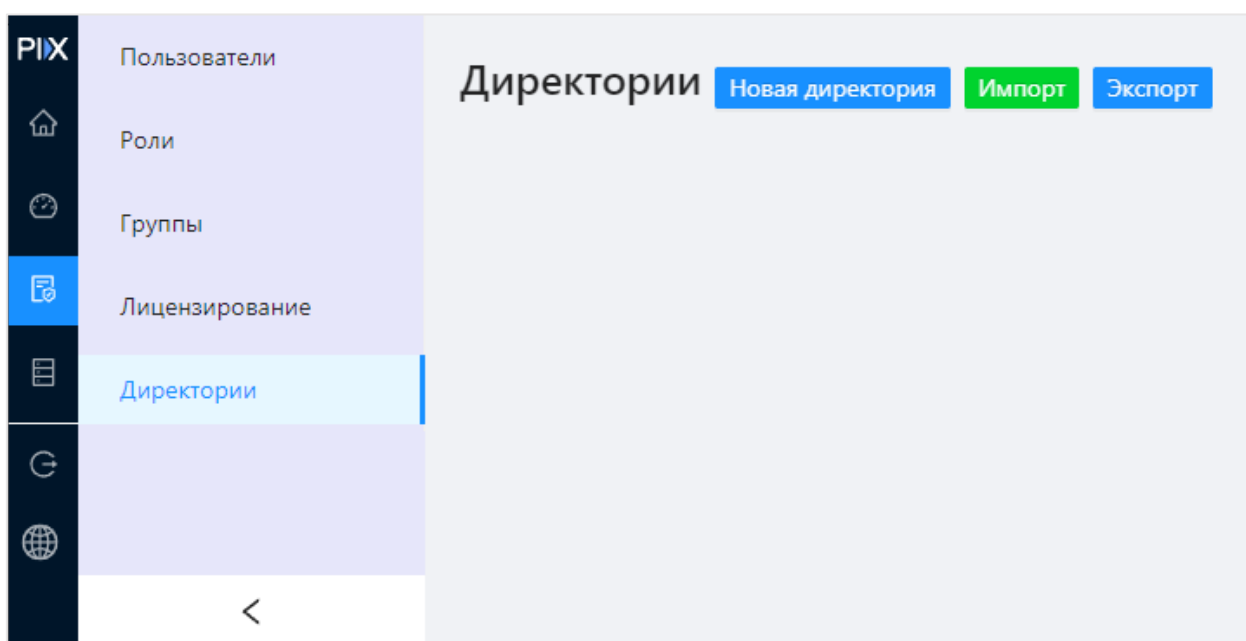 PIX
Пользователи
Роли
Группы
Лицензирование
Директории
Директории Новая директория Импорт Экспорт